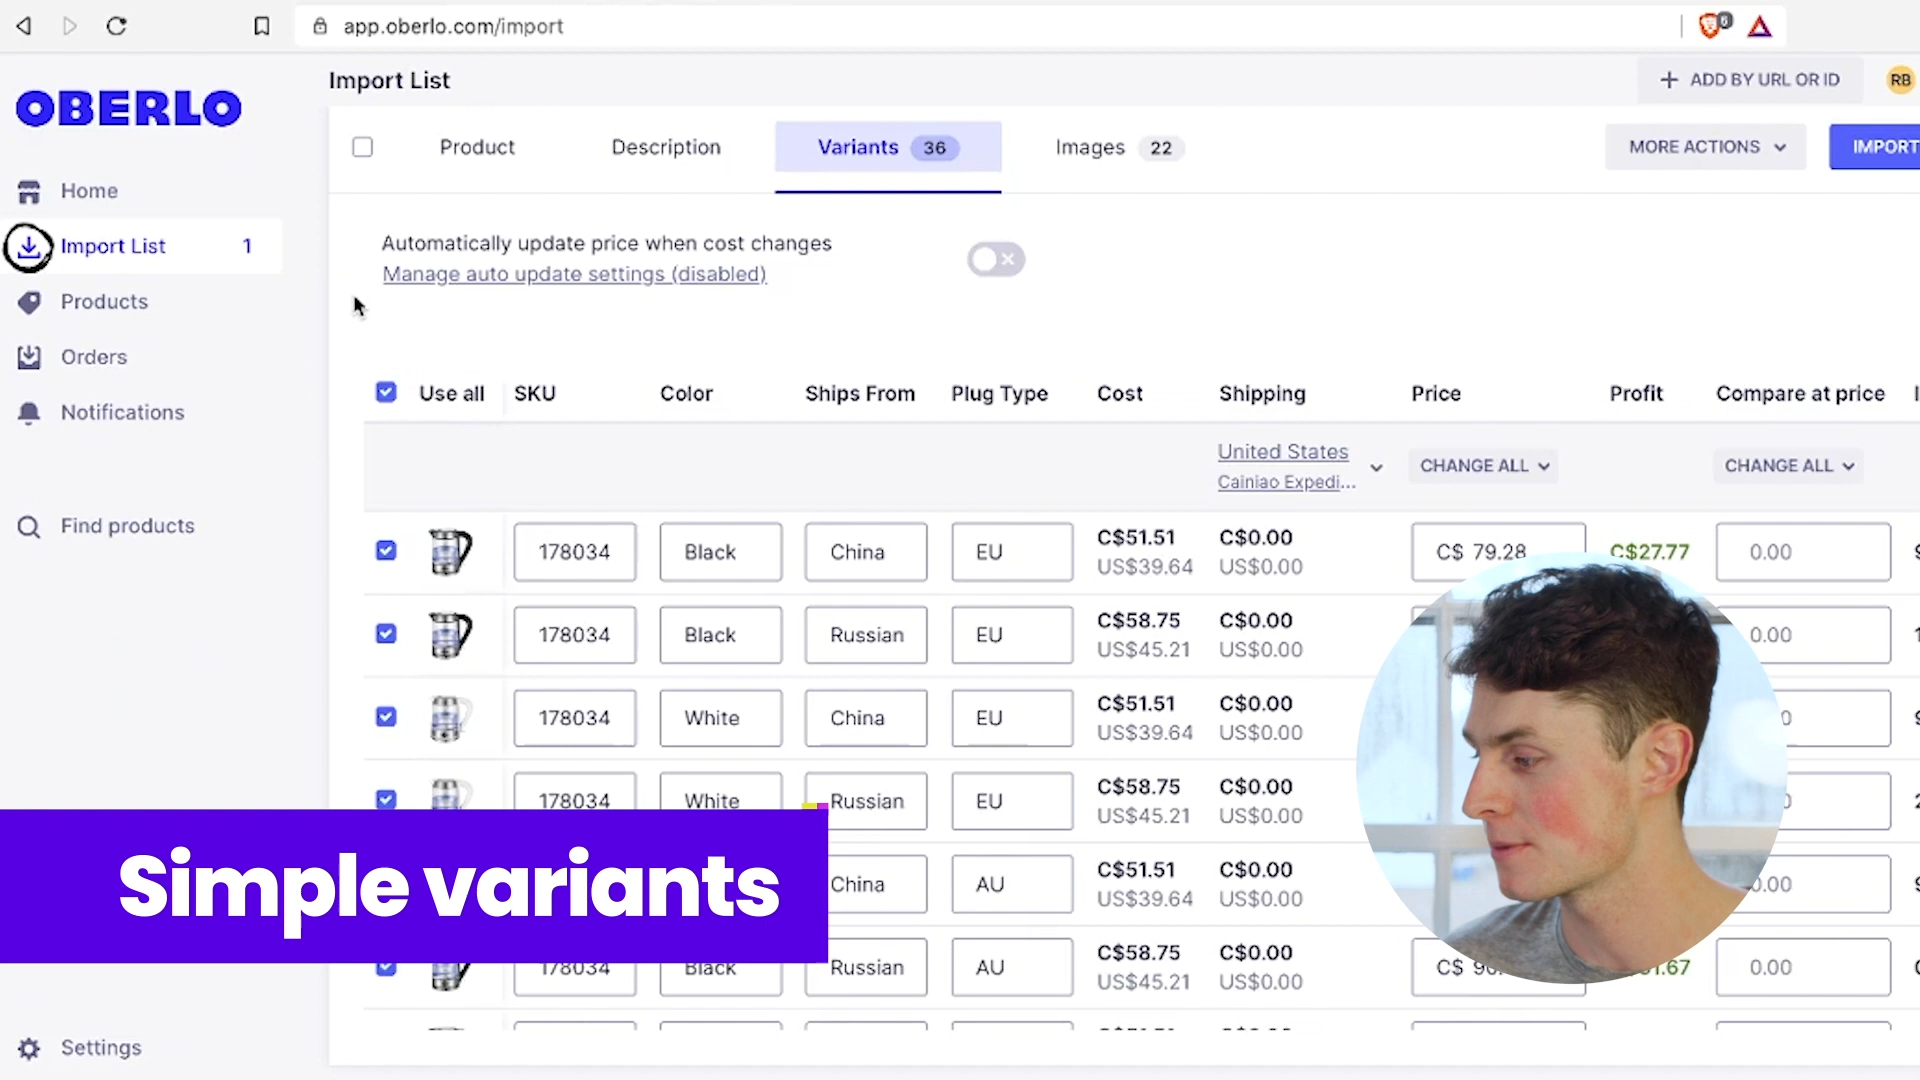 app.oberlo.com/import
6
OBERLO
Import List
+ ADD BY URL OR ID
RB
Product
Description
Variants 36
Images 22
MORE ACTIONS
IMPORT
Home
Import List 1
Products
Orders
Notifications
Find products
Settings
Automatically update price when cost changes
Manage auto update settings (disabled)
Use all SKU Color Ships From Plug Type Cost Shipping Price Profit Compare at price
United States
Cainiao Expedi...
CHANGE ALL
CHANGE ALL
178034 Black China EU C$51.51 C$0.00 C$ 79.28 C$27.77 0.00
US$39.64 US$0.00
178034 Black Russian EU C$58.75 C$0.00 0.00
US$45.21 US$0.00
178034 White China EU C$51.51 C$0.00
US$39.64 US$0.00
178034 White Russian EU C$58.75 C$0.00
US$45.21 US$0.00
China AU C$51.51 C$0.00 0.00
US$39.64 US$0.00
178034 Black Russian AU C$58.75 C$0.00 C$ 0.00
US$45.21 US$0.00
Simple variants